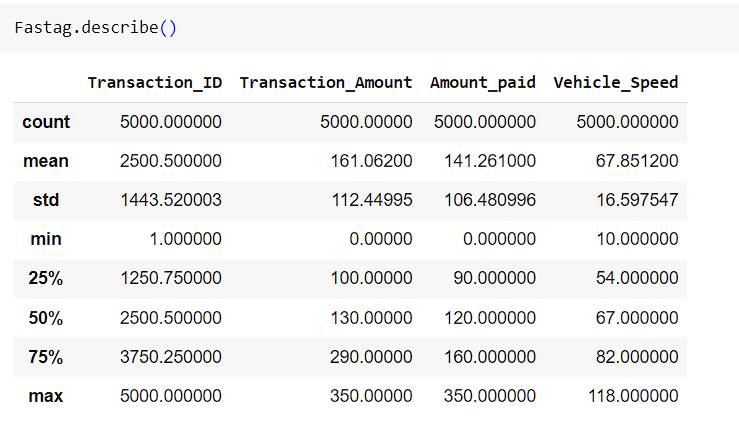 Fastag.describe()
Transaction_ID Transaction_Amount Amount_paid Vehicle_Speed
count 5000.000000 5000.00000 5000.000000 5000.000000
mean 2500.500000 161.06200 141.261000 67.851200
std 1443.520003 112.44995 106.480996 16.597547
min 1.000000 0.00000 0.000000 10.000000
25% 1250.750000 100.00000 90.000000 54.000000
50% 2500.500000 130.00000 120.000000 67.000000
75% 3750.250000 290.00000 160.000000 82.000000
max 5000.000000 350.00000 350.000000 118.000000